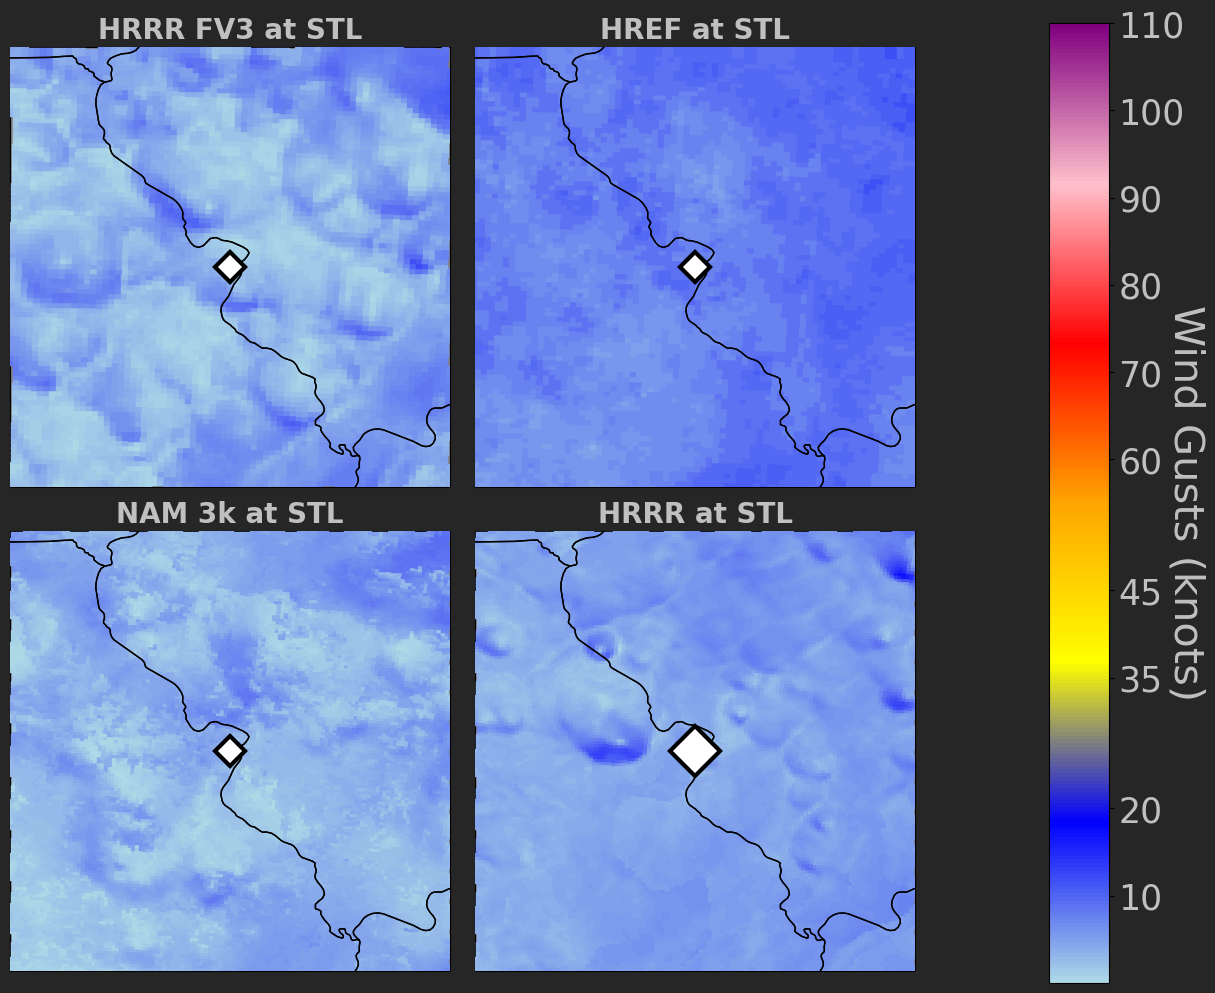 HRRR FV3 at STL
HREF at STL
NAM 3k at STL
HRRR at STL
110
100
90
80
70
60
45
35
20
10
Wind Gusts (knots)